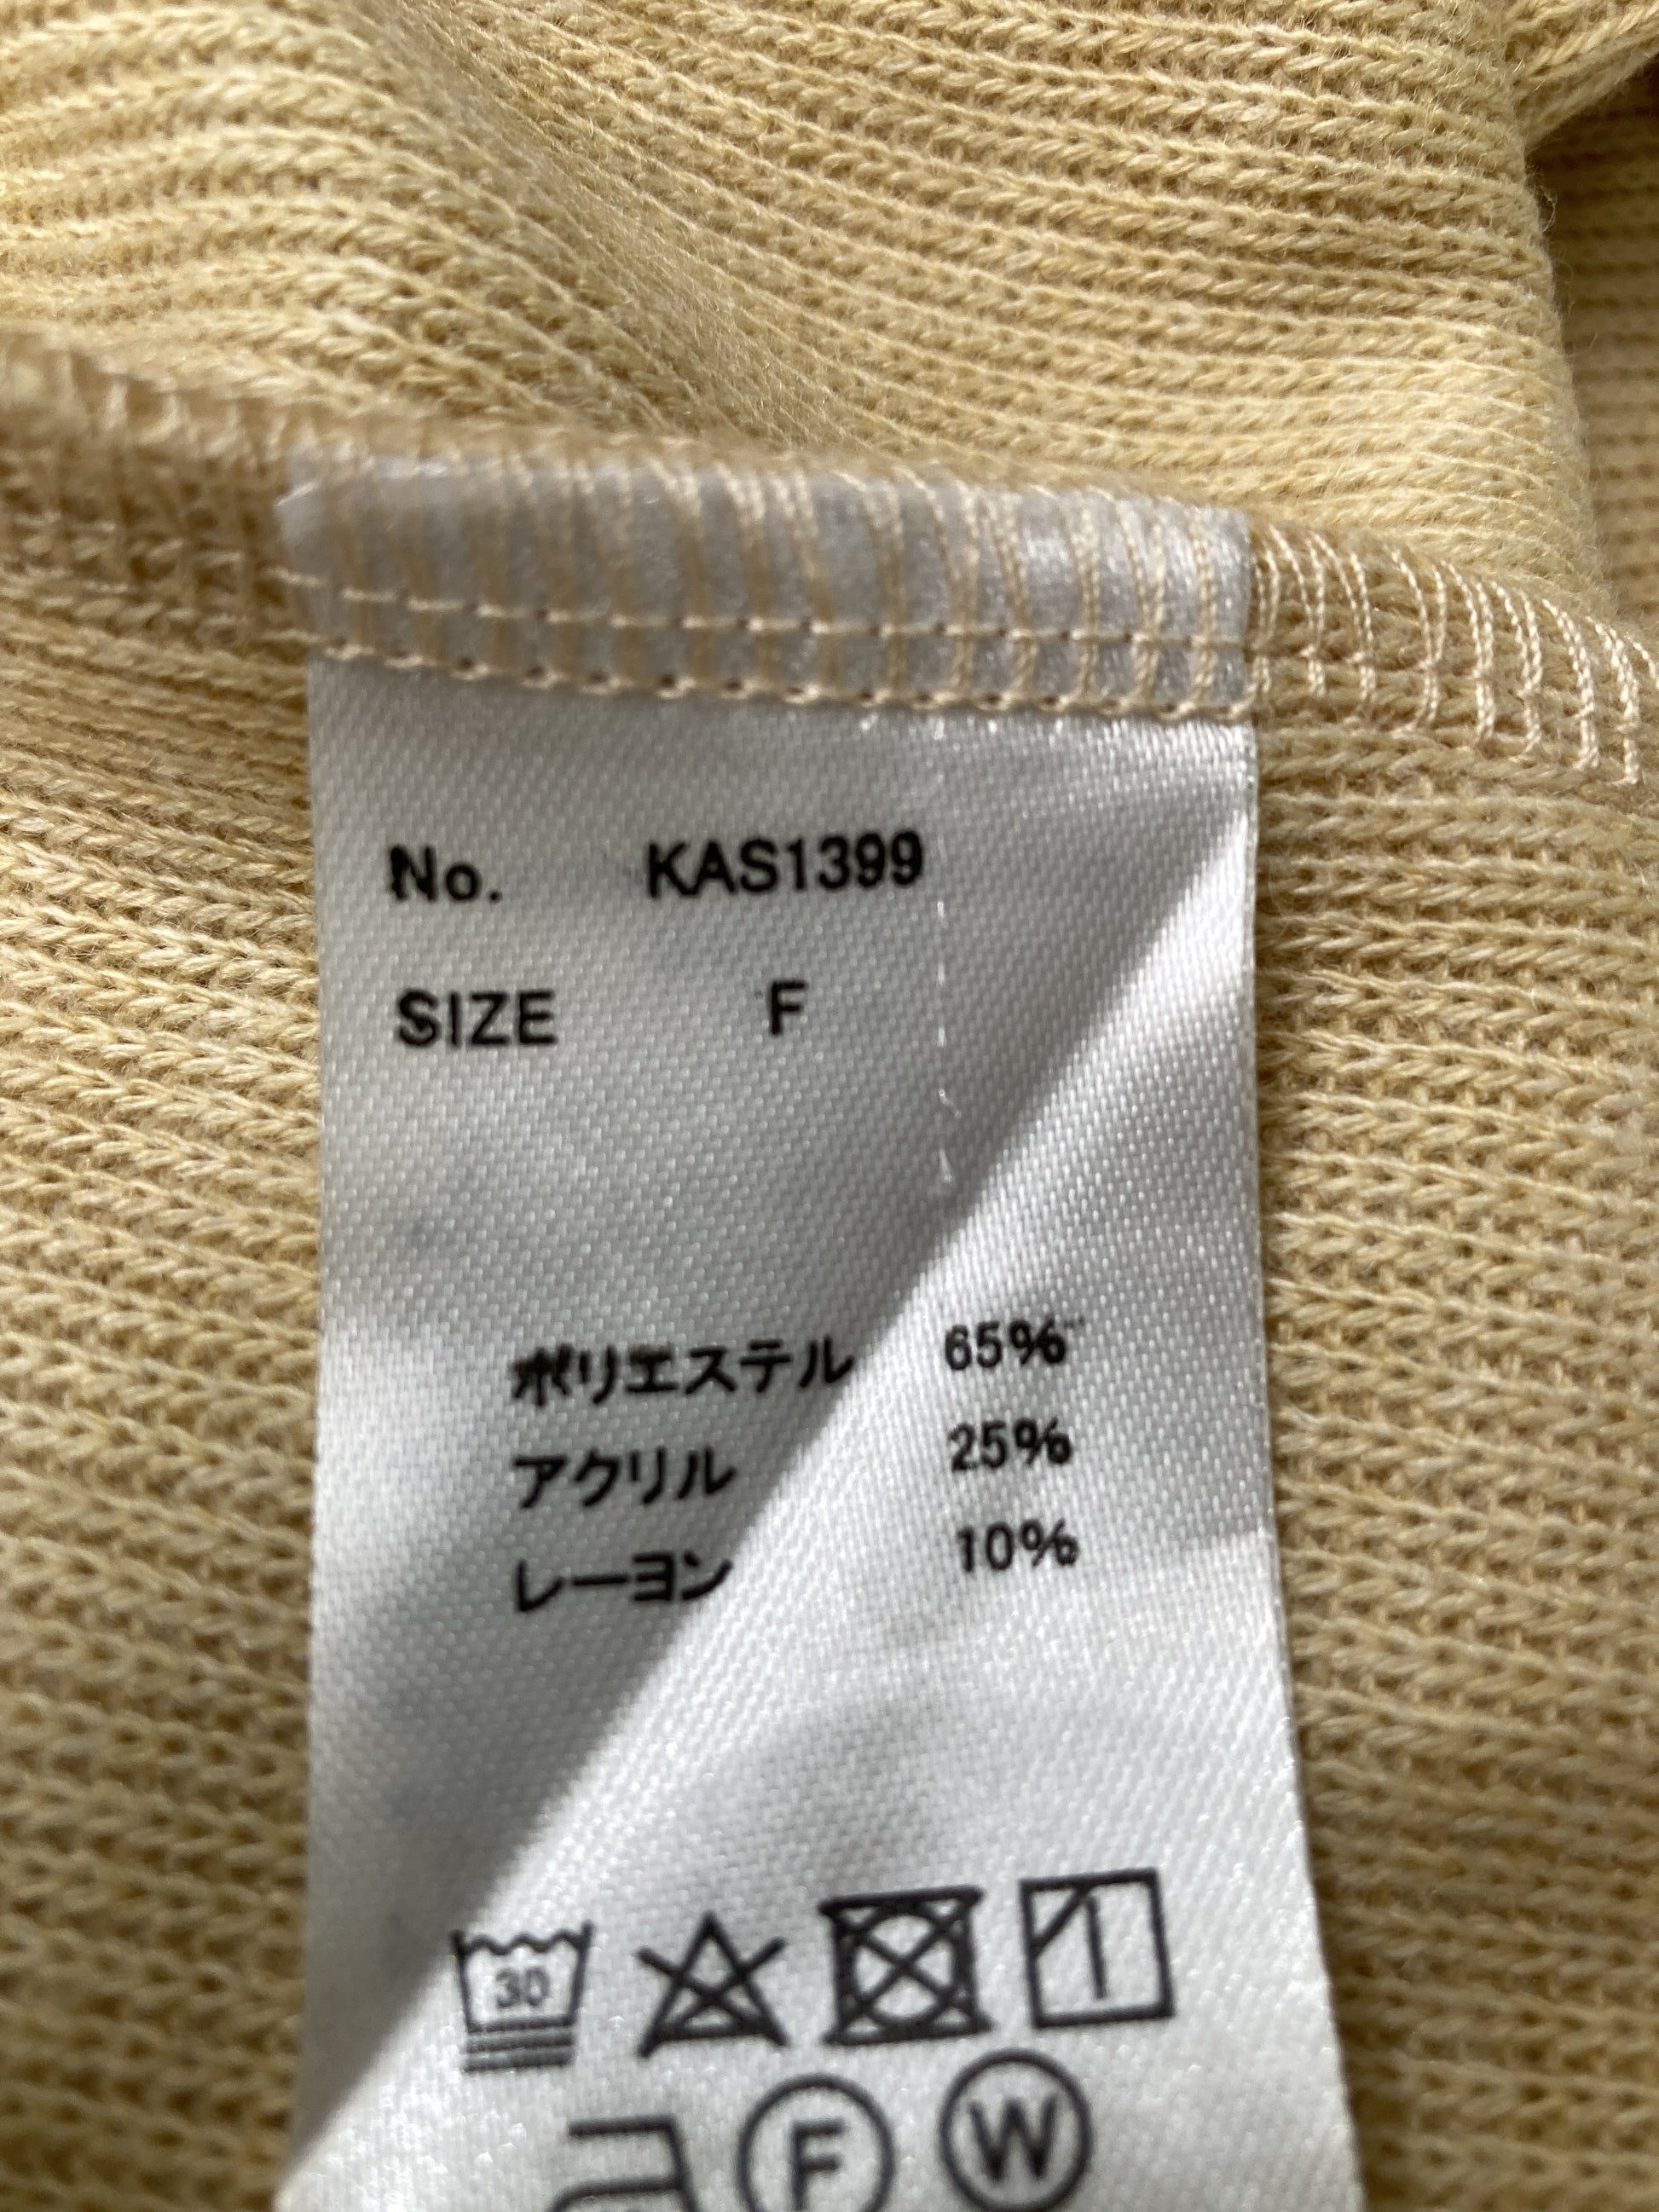 No. KAS1399
SIZE F
ポリエステル 65%
アクリル 25%
レーヨン 10%
30
F W